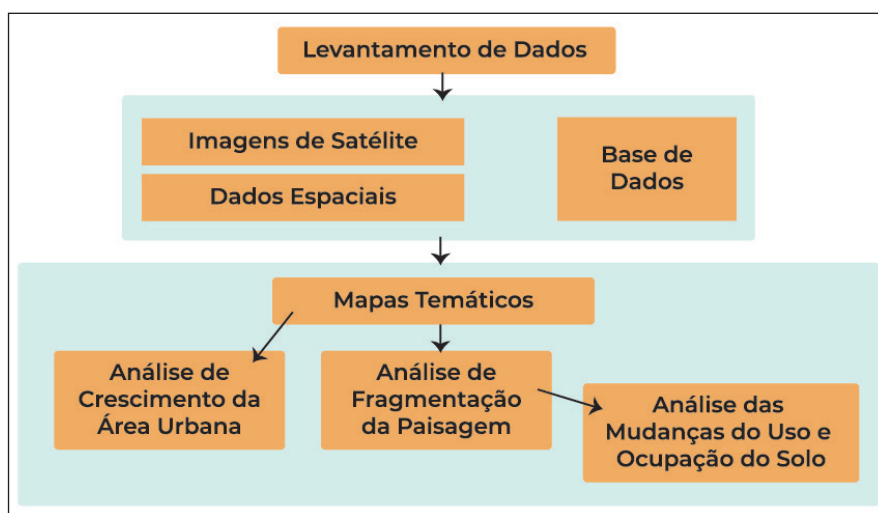 Levantamento de Dados
Imagens de Satélite
Dados Espaciais
Base de
Dados
Mapas Temáticos
Análise de
Crescimento da
Área Urbana
Análise de
Fragmentação
da Paisagem
Análise das
Mudanças do Uso e
Ocupação do Solo